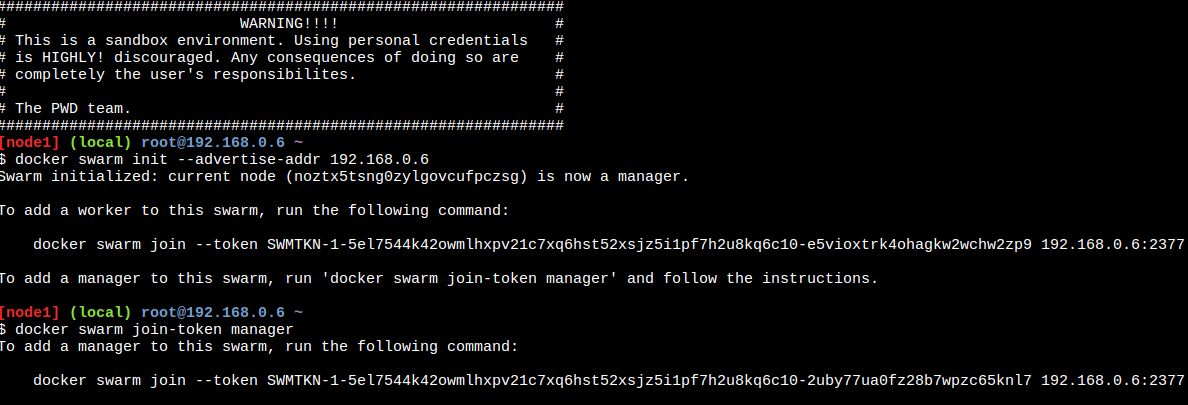 ###############################################################
#                          WARNING!!!!                        #
# This is a sandbox environment. Using personal credentials   #
# is HIGHLY! discouraged. Any consequences of doing so are    #
# completely the user's responsibilites.                      #
#                                                             #
# The PWD team.                                               #
###############################################################
[node1] (local) root@192.168.0.6 ~
$ docker swarm init --advertise-addr 192.168.0.6
Swarm initialized: current node (noztx5tsng0zylgovcufpczsg) is now a manager.
To add a worker to this swarm, run the following command:
docker swarm join --token SWMTKN-1-5el7544k42owmlhxpv21c7xq6hst52xsjz5i1pf7h2u8kq6c10-e5vioxtrk4ohagkw2wchw2zp9 192.168.0.6:2377
To add a manager to this swarm, run 'docker swarm join-token manager' and follow the instructions.
[node1] (local) root@192.168.0.6 ~
$ docker swarm join-token manager
To add a manager to this swarm, run the following command:
docker swarm join --token SWMTKN-1-5el7544k42owmlhxpv21c7xq6hst52xsjz5i1pf7h2u8kq6c10-2uby77ua0fz28b7wpzc65knl7 192.168.0.6:2377